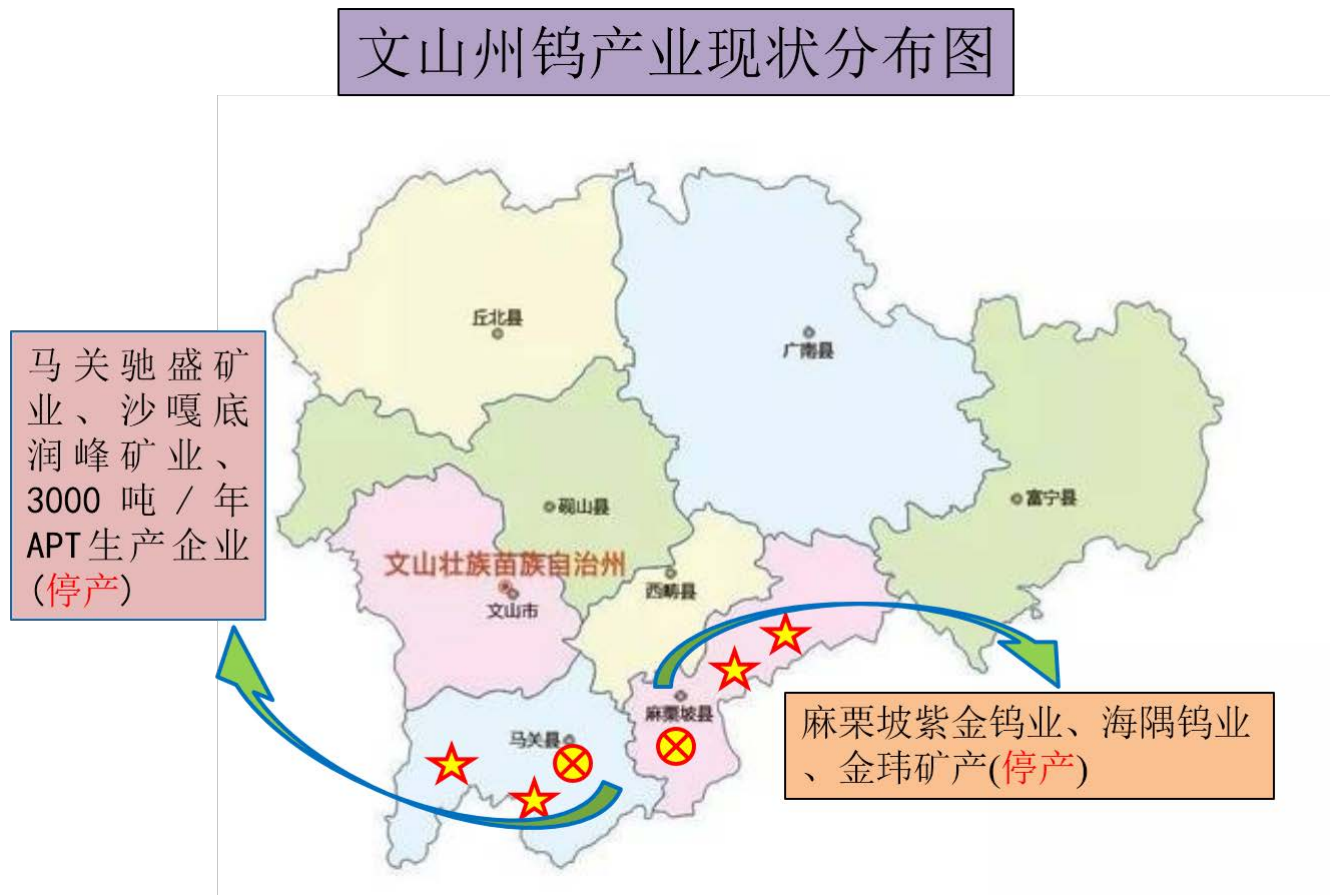 文山州钨产业现状分布图
丘北县
广南县
马关驰盛矿
业、沙嘎底
润峰矿业、
3000吨/年
APT生产企业
(停产)
砚山县
富宁县
文山壮族苗族自治州
西畴县
文山市
麻栗坡县
马关县
麻栗坡紫金钨业、海隅钨业
、金玮矿产(停产)